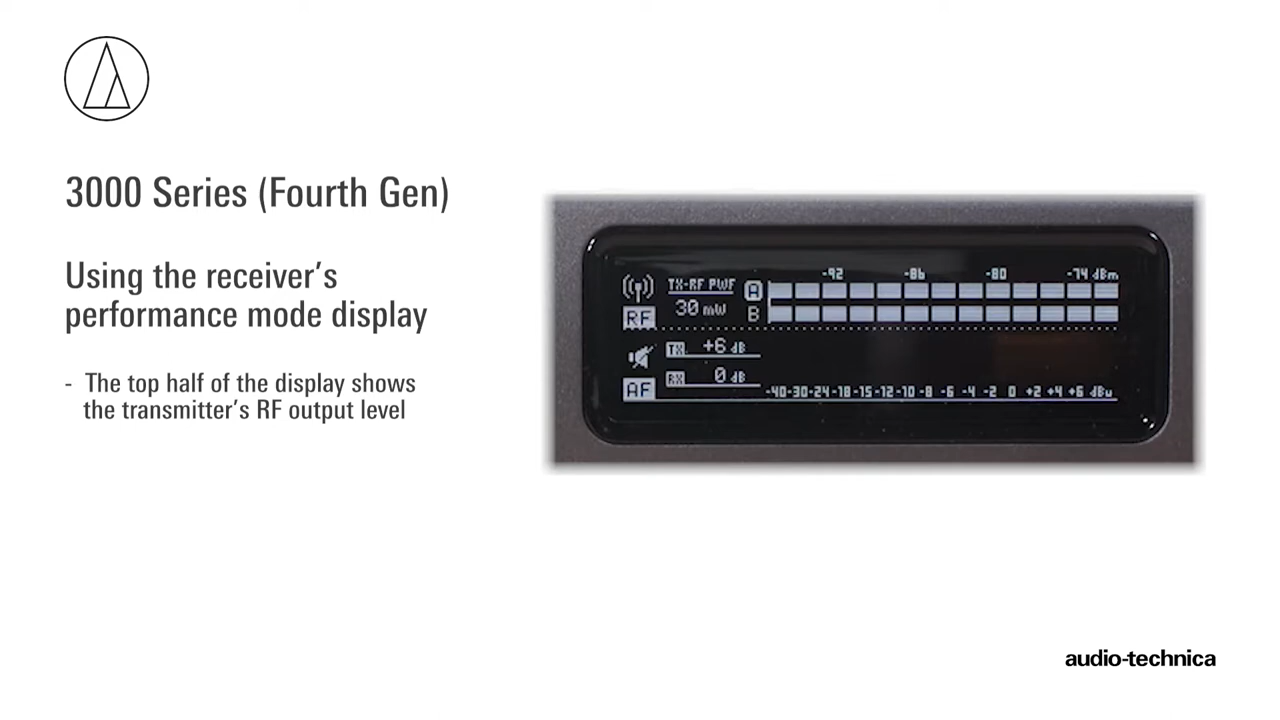 3000 Series (Fourth Gen)
Using the receiver’s
performance mode display
- The top half of the display shows
the transmitter’s RF output level
-92 -86 -80 -74 dBm
TX-RF PWR A
RF 30 mW B
TX +6 dB
RX 0 dB
AF -40 -30 -24 -18 -15 -12 -10 -8 -6 -4 -2 0 +2 +4 +6 dBu
audio-technica